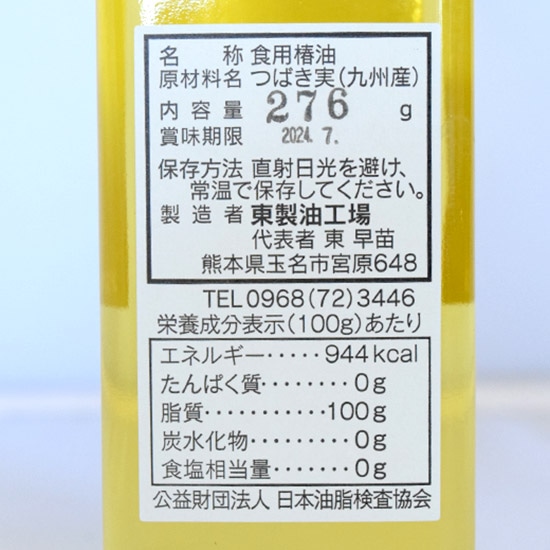 名 称 食用椿油
原材料名 つばき実(九州産)
内容量 276 g
賞味期限 2024.7.
保存方法 直射日光を避け、
常温で保存してください。
製造者 東製油工場
代表者 東 早苗
熊本県玉名市宮原648
TEL0968(72)3446
栄養成分表示(100g)あたり
エネルギー・・・・・944kcal
たんぱく質・・・・・・・・0g
脂質・・・・・・・・・・・100g
炭水化物・・・・・・・・・0g
食塩相当量・・・・・・・0g
公益財団法人 日本油脂検査協会